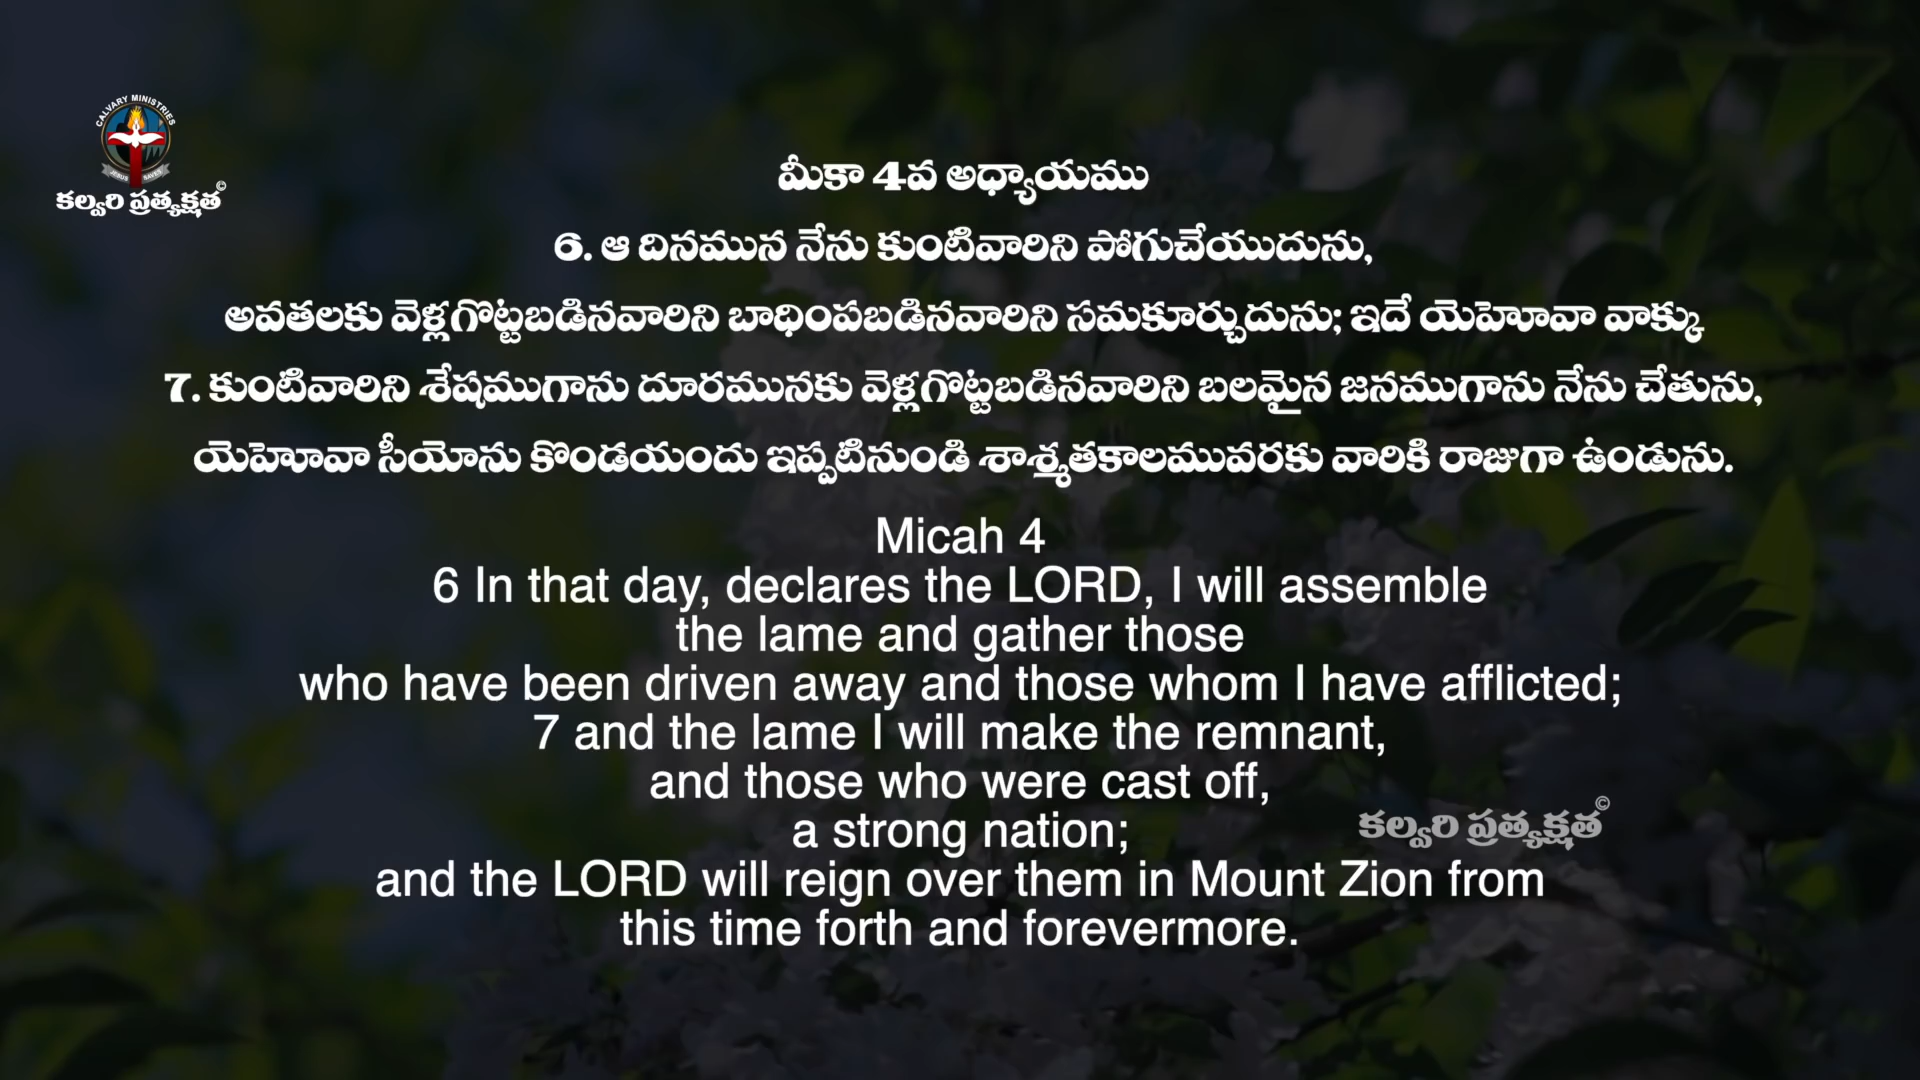 CALVARY MINISTRIES
JESUS SAVES
కల్వరి ప్రత్యక్షత©
మీకా 4వ అధ్యాయము
6. ఆ దినమున నేను కుంటివారిని పోగుచేయుదును,
అవతలకు వెళ్లగొట్టబడినవారిని బాధింపబడినవారిని సమకూర్చుదును; ఇదే యెహోవా వాక్కు
7. కుంటివారిని శేషముగాను దూరమునకు వెళ్లగొట్టబడినవారిని బలమైన జనముగాను నేను చేతును,
యెహోవా సీయోను కొండయందు ఇప్పటినుండి శాశ్వతకాలమువరకు వారికి రాజుగా ఉండును.
Micah 4
6 In that day, declares the LORD, I will assemble
the lame and gather those
who have been driven away and those whom I have afflicted;
7 and the lame I will make the remnant,
and those who were cast off,
a strong nation;
కల్వరి ప్రత్యక్షత©
and the LORD will reign over them in Mount Zion from
this time forth and forevermore.